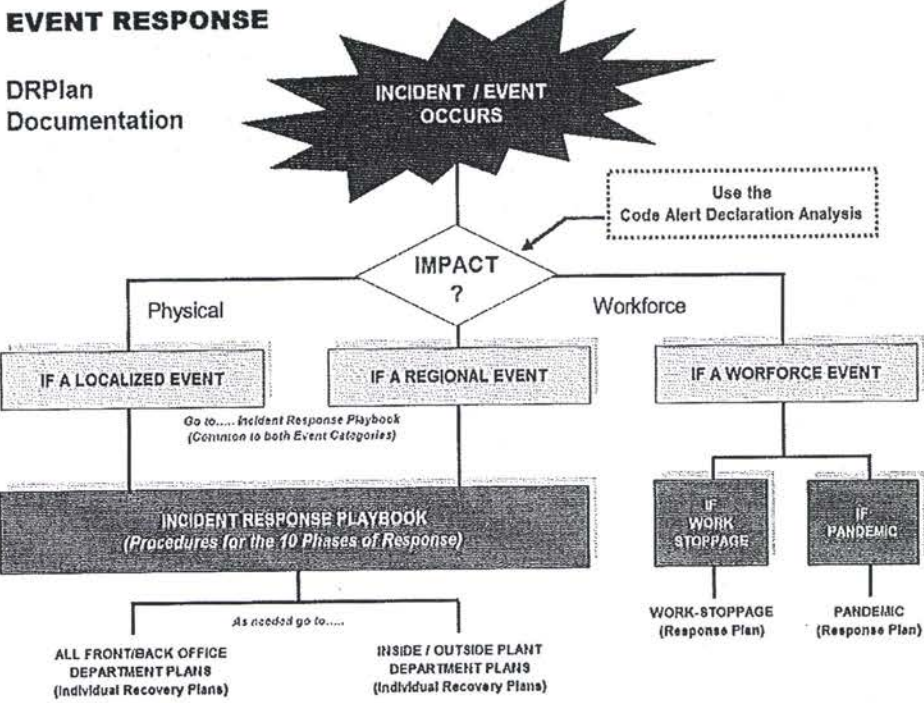 EVENT RESPONSE
DRPlan
Documentation
INCIDENT / EVENT
OCCURS
Use the
Code Alert Declaration Analysis
IMPACT
?
Physical
Workforce
IF A LOCALIZED EVENT
IF A REGIONAL EVENT
IF A WORFORCE EVENT
Go to..... Incident Response Playbook
(Common to both Event Categories)
INCIDENT RESPONSE PLAYBOOK
(Procedures for the 10 Phases of Response)
IF
WORK
STOPPAGE
IF
PANDEMIC
As needed go to.....
WORK-STOPPAGE
(Response Plan)
PANDEMIC
(Response Plan)
ALL FRONT/BACK OFFICE
DEPARTMENT PLANS
(Individual Recovery Plans)
INSIDE / OUTSIDE PLANT
DEPARTMENT PLANS
(Individual Recovery Plans)